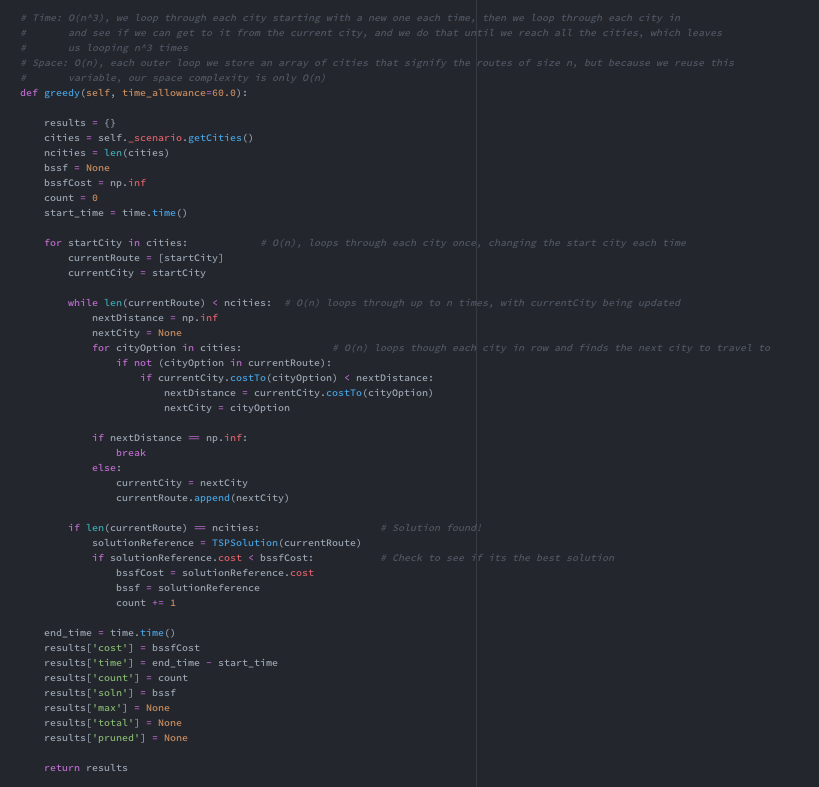 # Time: O(n^3), we loop through each city starting with a new one each time, then we loop through each city in
#       and see if we can get to it from the current city, and we do that until we reach all the cities, which leaves
#       us looping n^3 times
# Space: O(n), each outer loop we store an array of cities that signify the routes of size n, but because we reuse this
#       variable, our space complexity is only O(n)
def greedy(self, time_allowance=60.0):

    results = {}
    cities = self._scenario.getCities()
    ncities = len(cities)
    bssf = None
    bssfCost = np.inf
    count = 0
    start_time = time.time()

    for startCity in cities:            # O(n), loops through each city once, changing the start city each time
        currentRoute = [startCity]
        currentCity = startCity

        while len(currentRoute) < ncities:  # O(n) loops through up to n times, with currentCity being updated
            nextDistance = np.inf
            nextCity = None
            for cityOption in cities:               # O(n) loops though each city in row and finds the next city to travel to
                if not (cityOption in currentRoute):
                    if currentCity.costTo(cityOption) < nextDistance:
                        nextDistance = currentCity.costTo(cityOption)
                        nextCity = cityOption

            if nextDistance == np.inf:
                break
            else:
                currentCity = nextCity
                currentRoute.append(nextCity)

        if len(currentRoute) == ncities:                    # Solution found!
            solutionReference = TSPSolution(currentRoute)
            if solutionReference.cost < bssfCost:           # Check to see if its the best solution
                bssfCost = solutionReference.cost
                bssf = solutionReference
                count += 1

    end_time = time.time()
    results['cost'] = bssfCost
    results['time'] = end_time - start_time
    results['count'] = count
    results['soln'] = bssf
    results['max'] = None
    results['total'] = None
    results['pruned'] = None

    return results